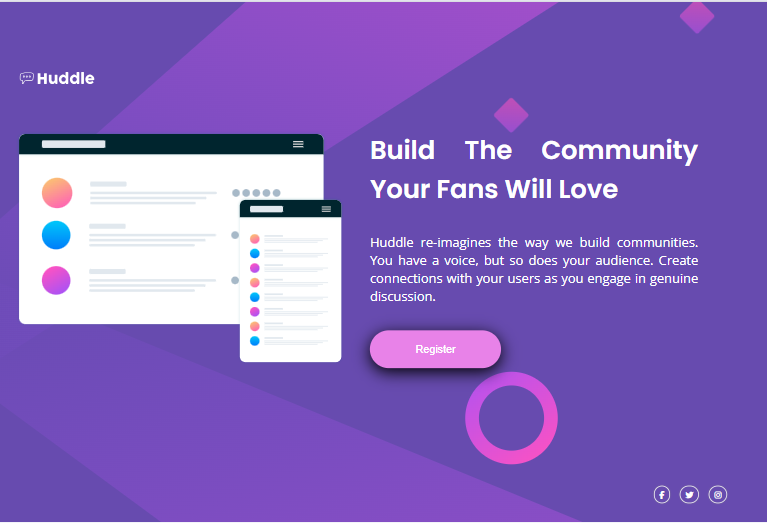 Huddle
Build The Community
Your Fans Will Love
Huddle re-imagines the way we build communities.
You have a voice, but so does your audience. Create
connections with your users as you engage in genuine
discussion.
Register